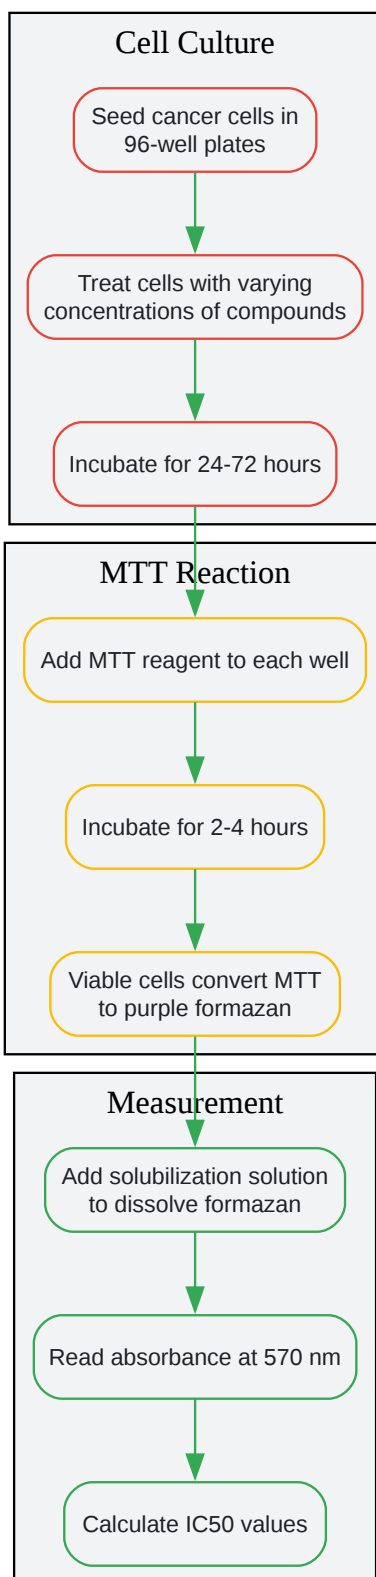 Cell Culture
Seed cancer cells in
96-well plates
Treat cells with varying
concentrations of compounds
Incubate for 24-72 hours
MTT Reaction
Add MTT reagent to each well
Incubate for 2-4 hours
Viable cells convert MTT
to purple formazan
Measurement
Add solubilization solution
to dissolve formazan
Read absorbance at 570 nm
Calculate IC50 values